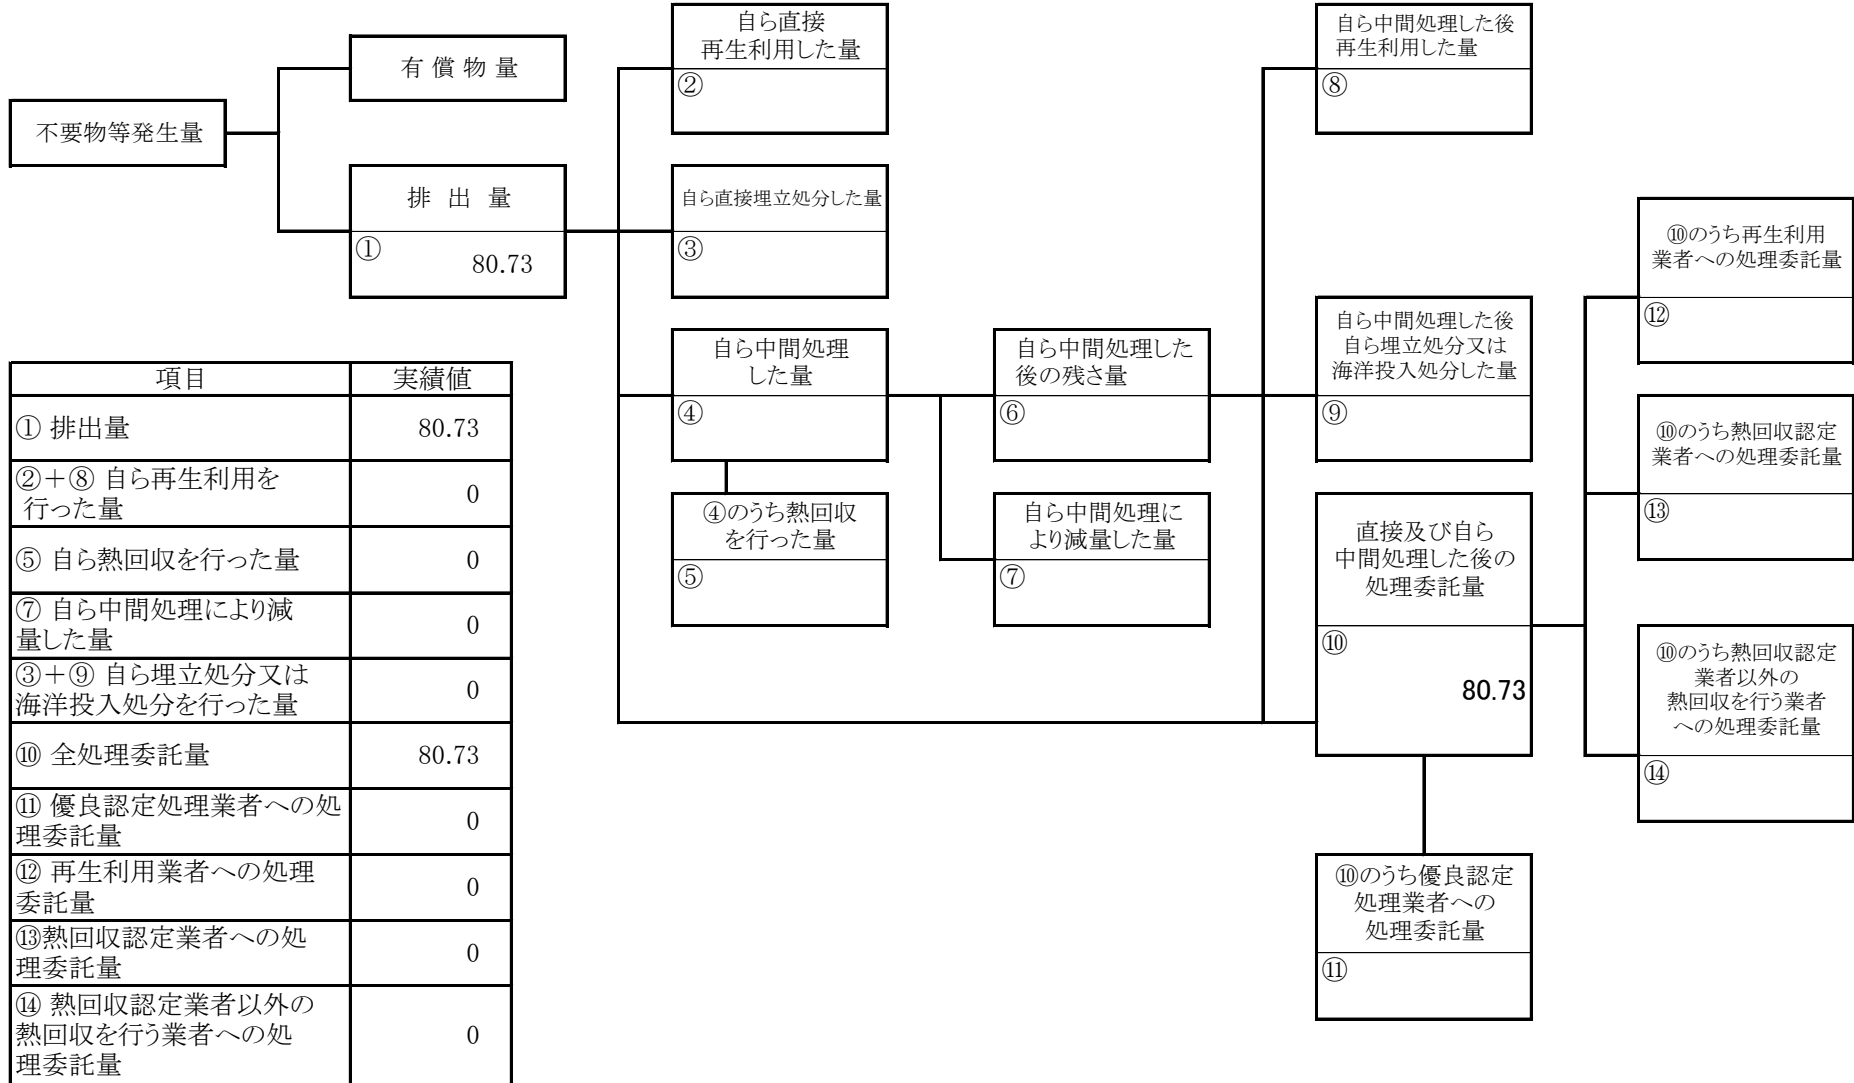 不要物等発生量
有 償 物 量
排 出 量
①
80.73
自ら直接
再生利用した量
②
自ら直接埋立処分した量
③
自ら中間処理
した量
④
④のうち熱回収
を行った量
⑤
自ら中間処理した
後の残さ量
⑥
自ら中間処理に
より減量した量
⑦
自ら中間処理した後
再生利用した量
⑧
自ら中間処理した後
自ら埋立処分又は
海洋投入処分した量
⑨
直接及び自ら
中間処理した後の
処理委託量
⑩
80.73
⑩のうち優良認定
処理業者への
処理委託量
⑪
⑩のうち再生利用
業者への処理委託量
⑫
⑩のうち熱回収認定
業者への処理委託量
⑬
⑩のうち熱回収認定
業者以外の
熱回収を行う業者
への処理委託量
⑭
項目 実績値
① 排出量 80.73
②＋⑧ 自ら再生利用を
行った量 0
⑤ 自ら熱回収を行った量 0
⑦ 自ら中間処理により減
量した量 0
③＋⑨ 自ら埋立処分又は
海洋投入処分を行った量 0
⑩ 全処理委託量 80.73
⑪ 優良認定処理業者への処
理委託量 0
⑫ 再生利用業者への処理
委託量 0
⑬熱回収認定業者への処
理委託量 0
⑭ 熱回収認定業者以外の
熱回収を行う業者への処
理委託量 0